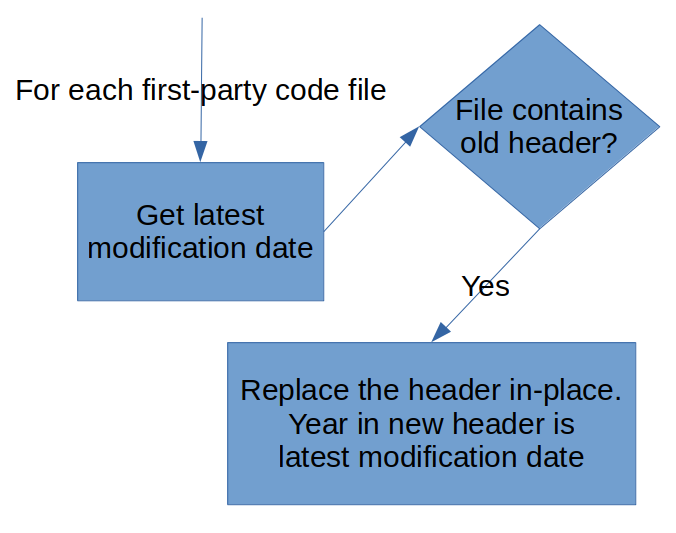 For each first-party code file
Get latest
modification date
File contains
old header?
Yes
Replace the header in-place.
Year in new header is
latest modification date